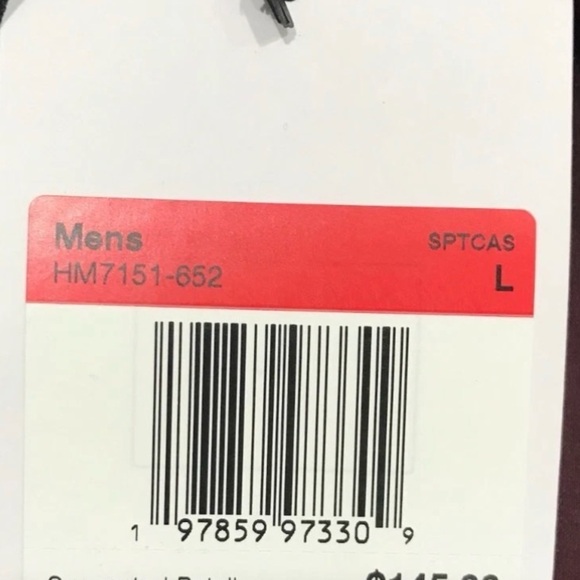 Mens
SPTCAS
HM7151-652
L
1 97859 97330 9